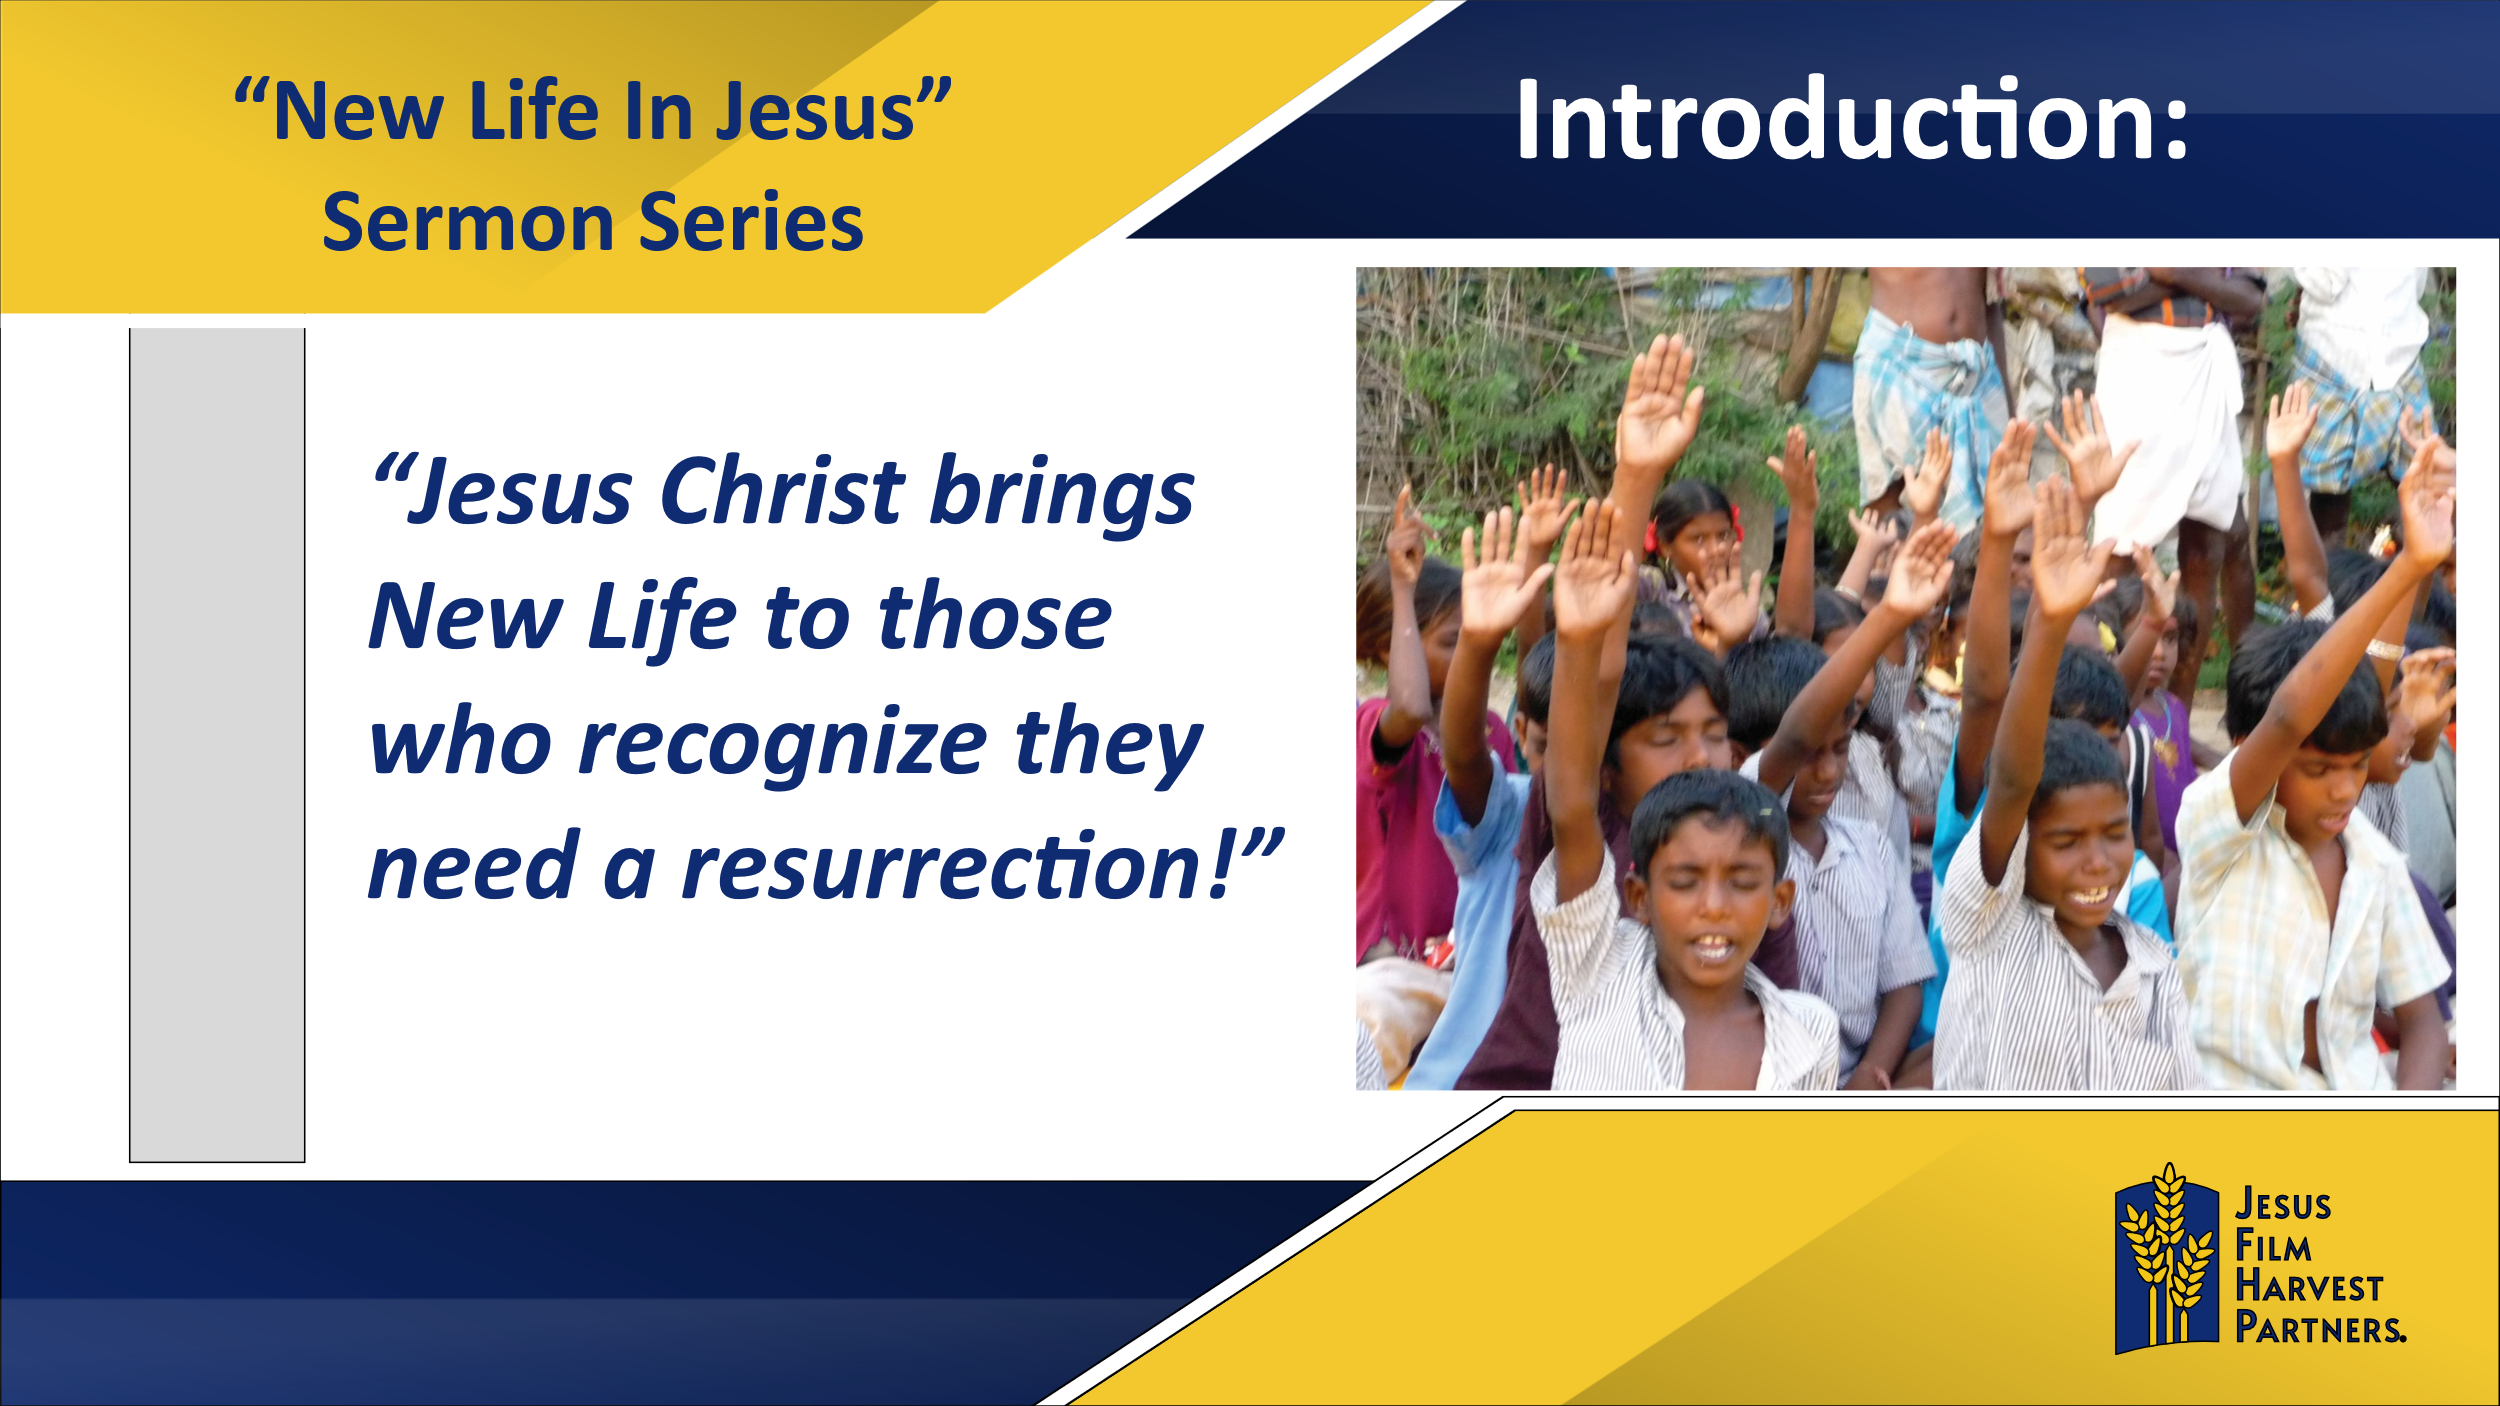 “New Life In Jesus”
Sermon Series
Introduction:
“Jesus Christ brings
New Life to those
who recognize they
need a resurrection!”
JESUS
FILM
HARVEST
PARTNERS.